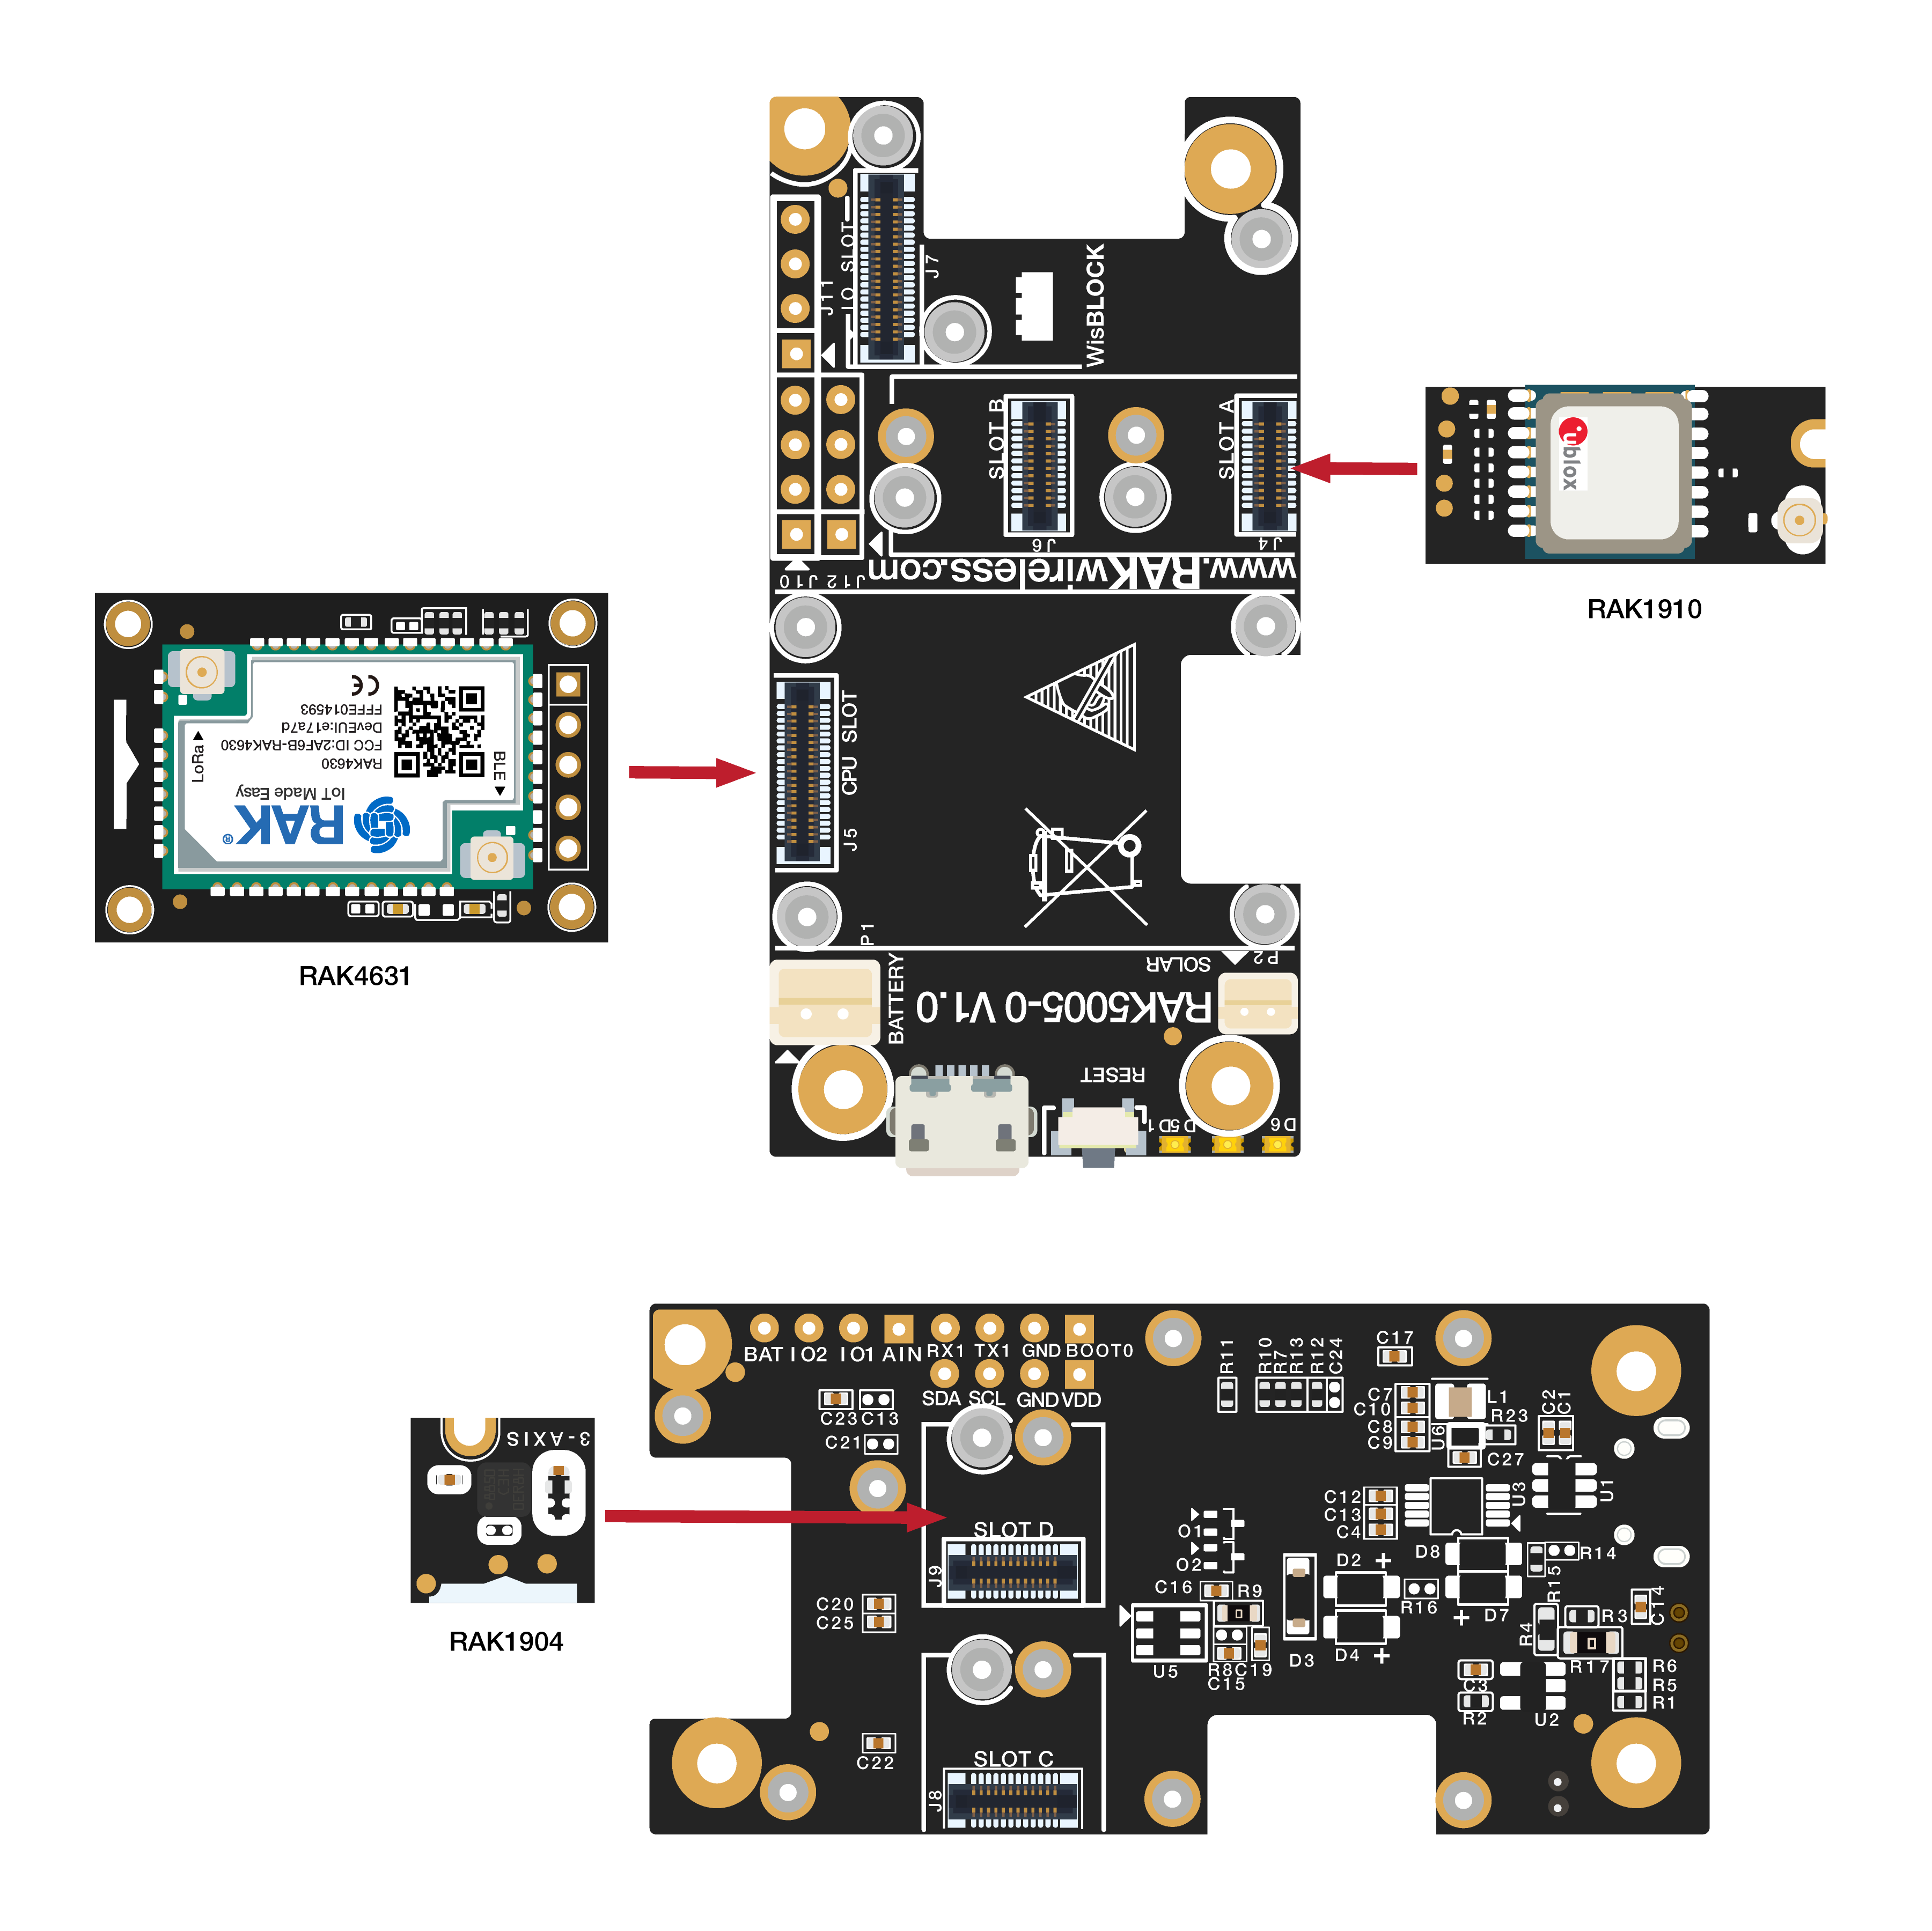 J11
IO SLOT
J7
WisBLOCK
SLOT B
J6
SLOT A
J4
J10
J12
www.RAKwireless.com
ublox
RAK1910
LoRa
BLE
RAK4630
FCC ID:2AF6B-RAK4630
DevEUI:e17a7d
FFFE014593
CE
RAK®
IoT Made Easy
RAK4631
CPU SLOT
J5
P1
BATTERY
SOLAR
P2
RAK5005-0 V1.0
RESET
D5
D1
D6
BAT IO2 IO1 AIN RX1 TX1 GND BOOT0
SDA SCL GND VDD
C23 C13
C21
R11
R10
R7
R13
R12
C24
C17
C7
C10
C8
C9
L1
U6
R23
C27
C2
C1
3-AXIS
RAK1904
SLOT D
J9
C20
C25
O1
O2
C16
R9
U5
R8 C19
C15
D3
D2 +
D4 +
C12
C13
C4
U3
U1
D8
R16
D7
+
R15
R14
R4
R3
C14
R17
C3
R2
U2
R6
R5
R1
SLOT C
J8
C22